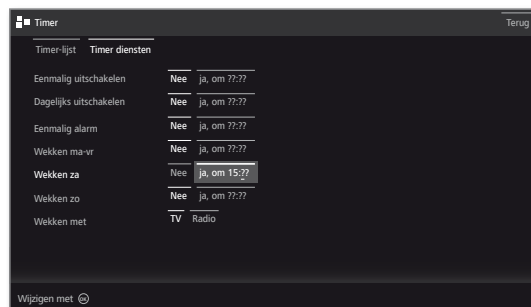 Timer Terug
Timer-lijst Timer diensten
Eenmalig uitschakelen Nee ja, om ??:??
Dagelijks uitschakelen Nee ja, om ??:??
Eenmalig alarm Nee ja, om ??:??
Wekken ma-vr Nee ja, om ??:??
Wekken za Nee ja, om 15:??
Wekken zo Nee ja, om ??:??
Wekken met TV Radio
Wijzigen met OK